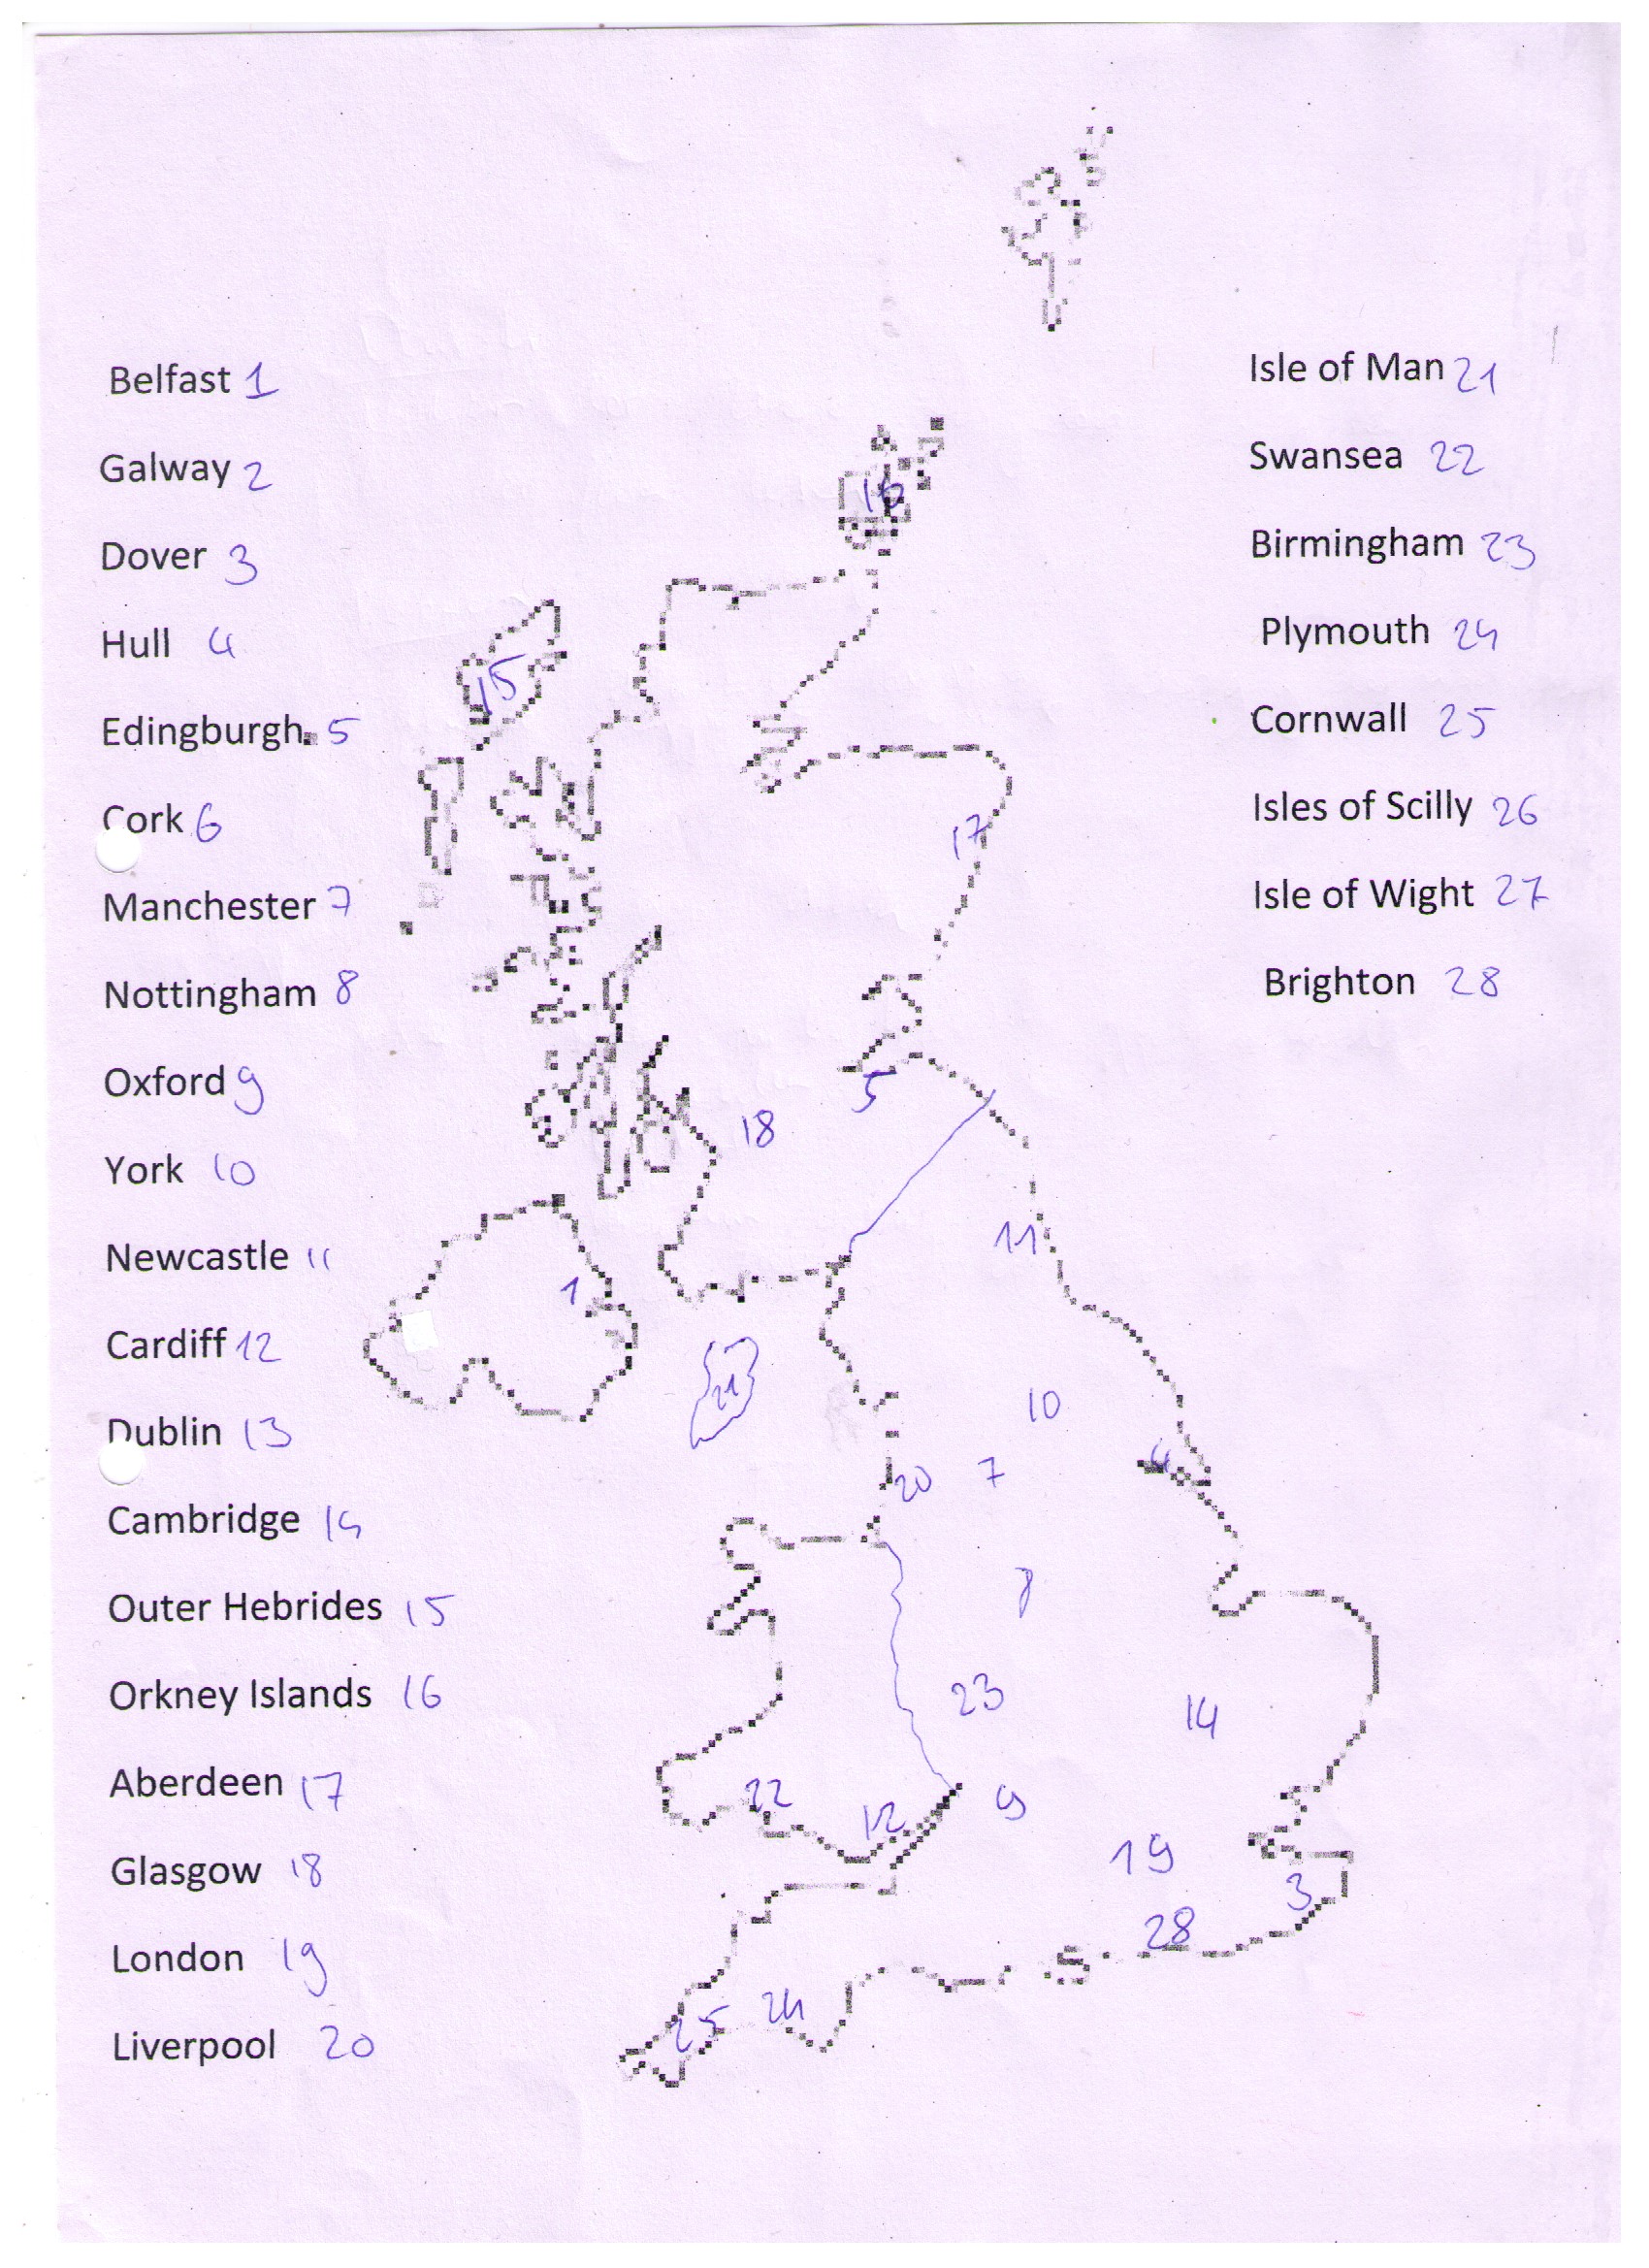 Belfast 1
Galway 2
Dover 3
Hull 4
Edingburgh. 5
Cork 6
Manchester 7
Nottingham 8
Oxford 9
York 10
Newcastle 11
Cardiff 12
Dublin 13
Cambridge 14
Outer Hebrides 15
Orkney Islands 16
Aberdeen 17
Glasgow 18
London 19
Liverpool 20
16
15
17
5
18
11
1
21
10
4
20
7
8
23
14
22
12
9
19
3
28
24
25
Isle of Man 21
Swansea 22
Birmingham 23
Plymouth 24
Cornwall 25
Isles of Scilly 26
Isle of Wight 27
Brighton 28